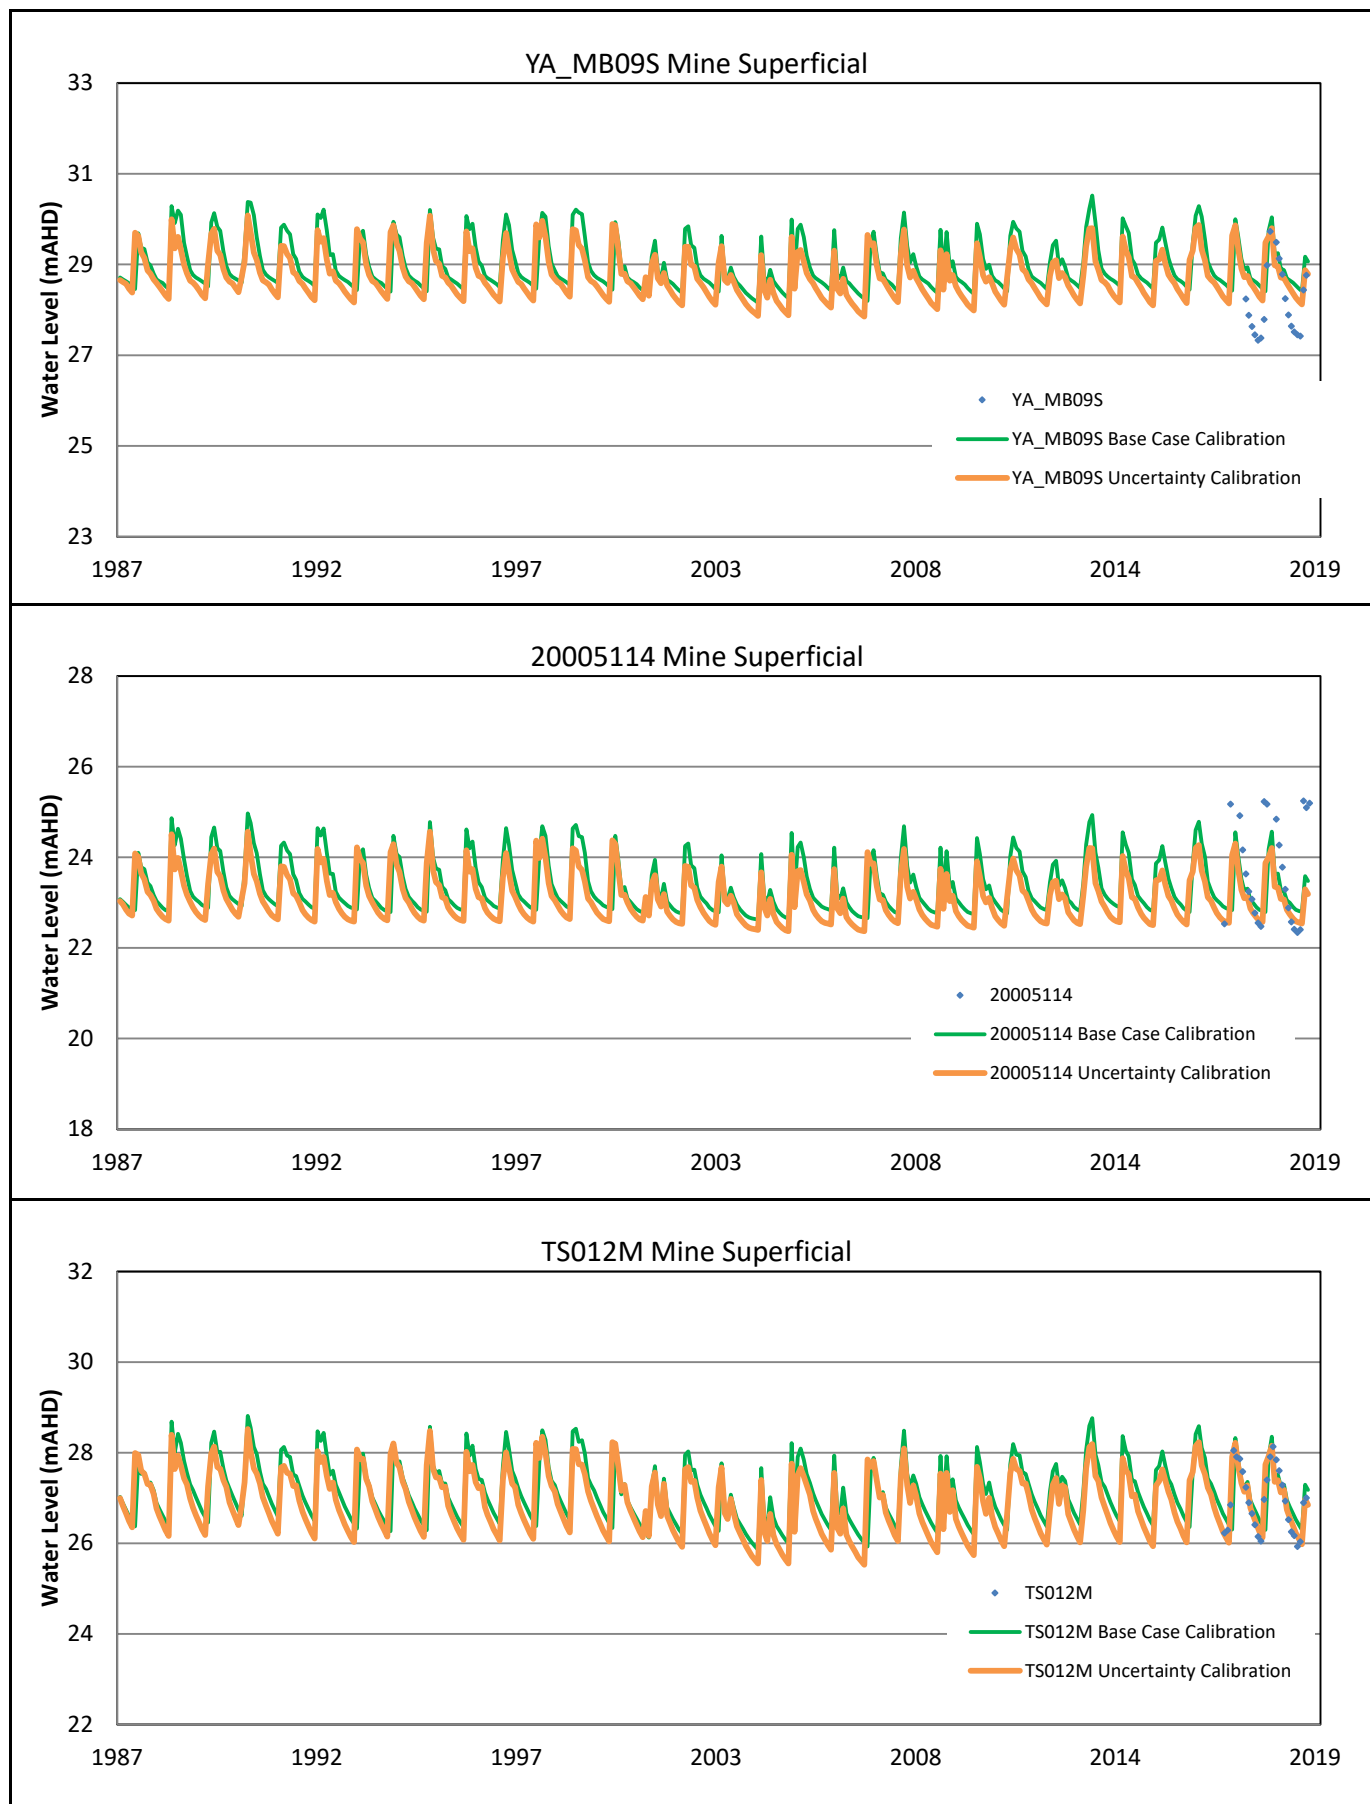 YA_MB09S Mine Superficial
Water Level (mAHD)
33
31
29
27
25
23
1987
1992
1997
2003
2008
2014
2019
YA_MB09S
YA_MB09S Base Case Calibration
YA_MB09S Uncertainty Calibration
20005114 Mine Superficial
Water Level (mAHD)
28
26
24
22
20
18
1987
1992
1997
2003
2008
2014
2019
20005114
20005114 Base Case Calibration
20005114 Uncertainty Calibration
TS012M Mine Superficial
Water Level (mAHD)
32
30
28
26
24
22
1987
1992
1997
2003
2008
2014
2019
TS012M
TS012M Base Case Calibration
TS012M Uncertainty Calibration